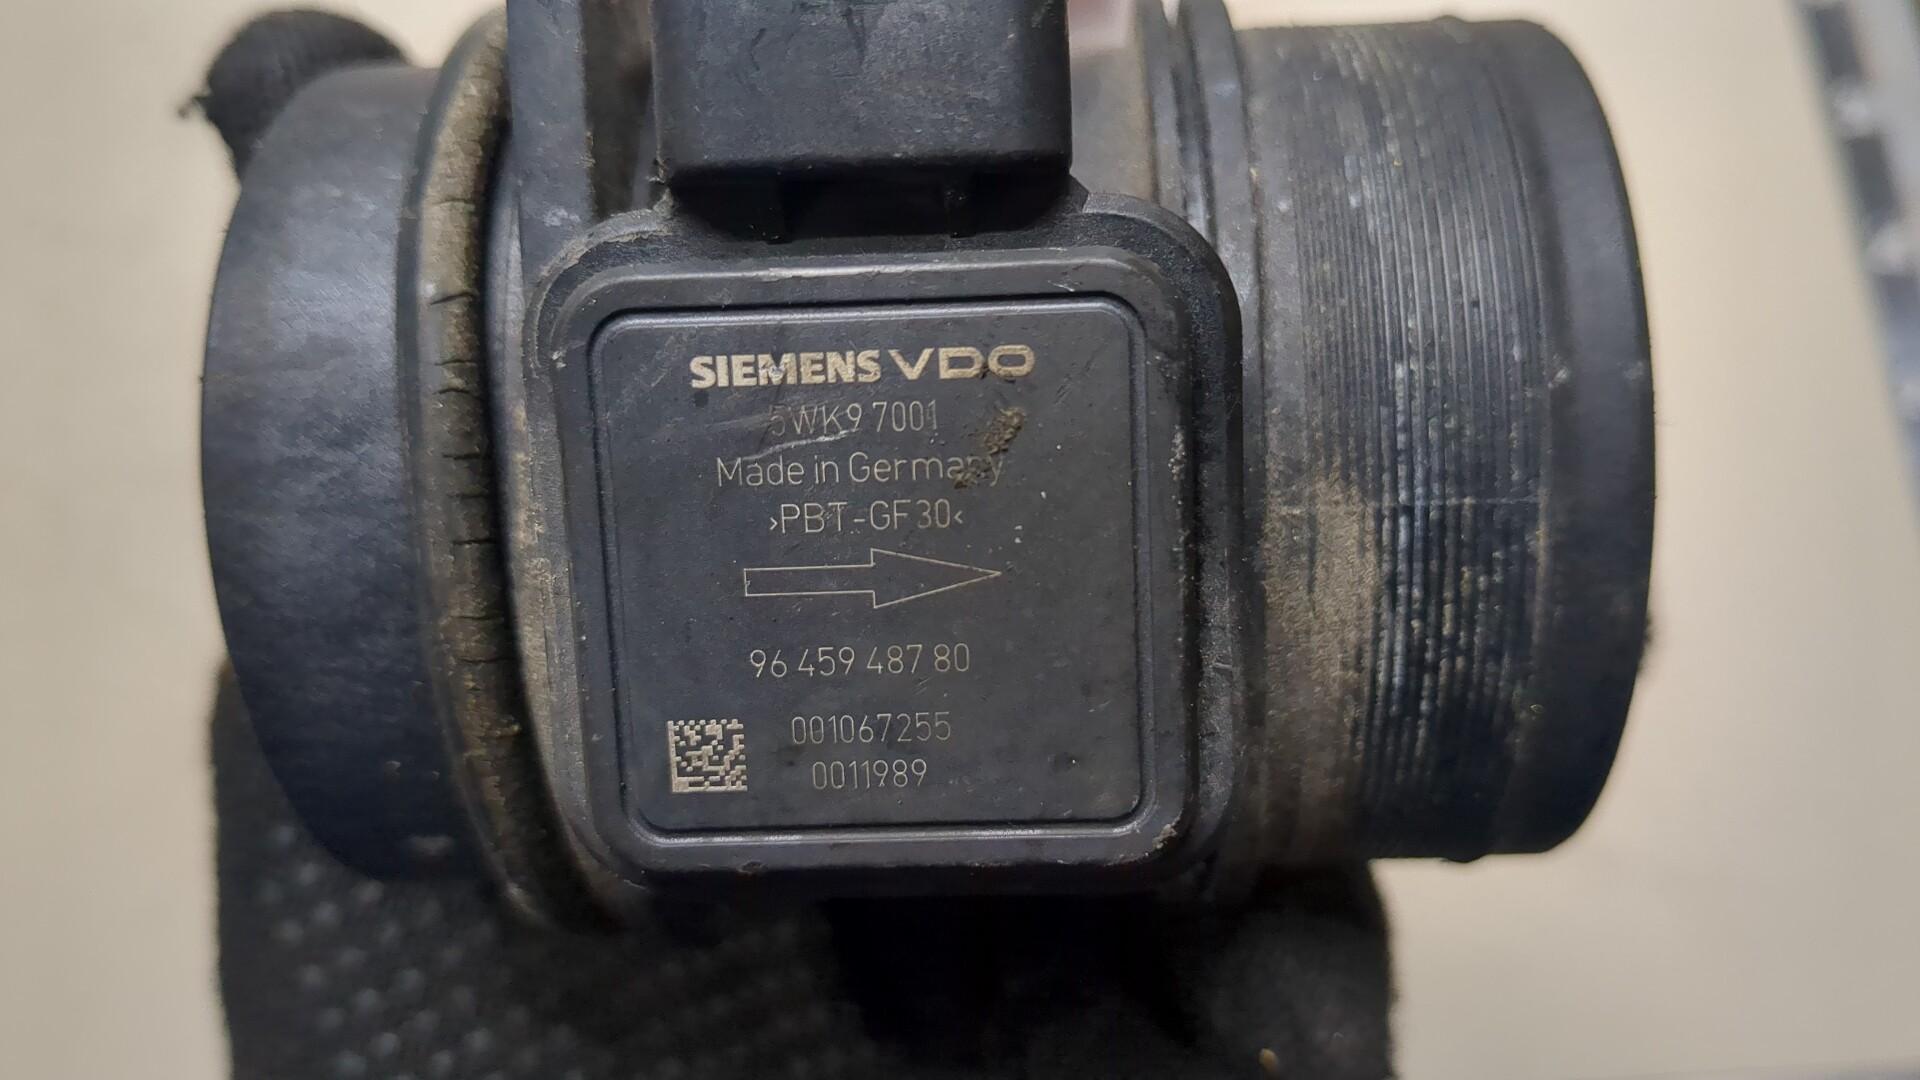 SIEMENS VDO
5WK9 7001
Made in Germany
>PBT-GF30<
96 459 487 80
001067255
0011989